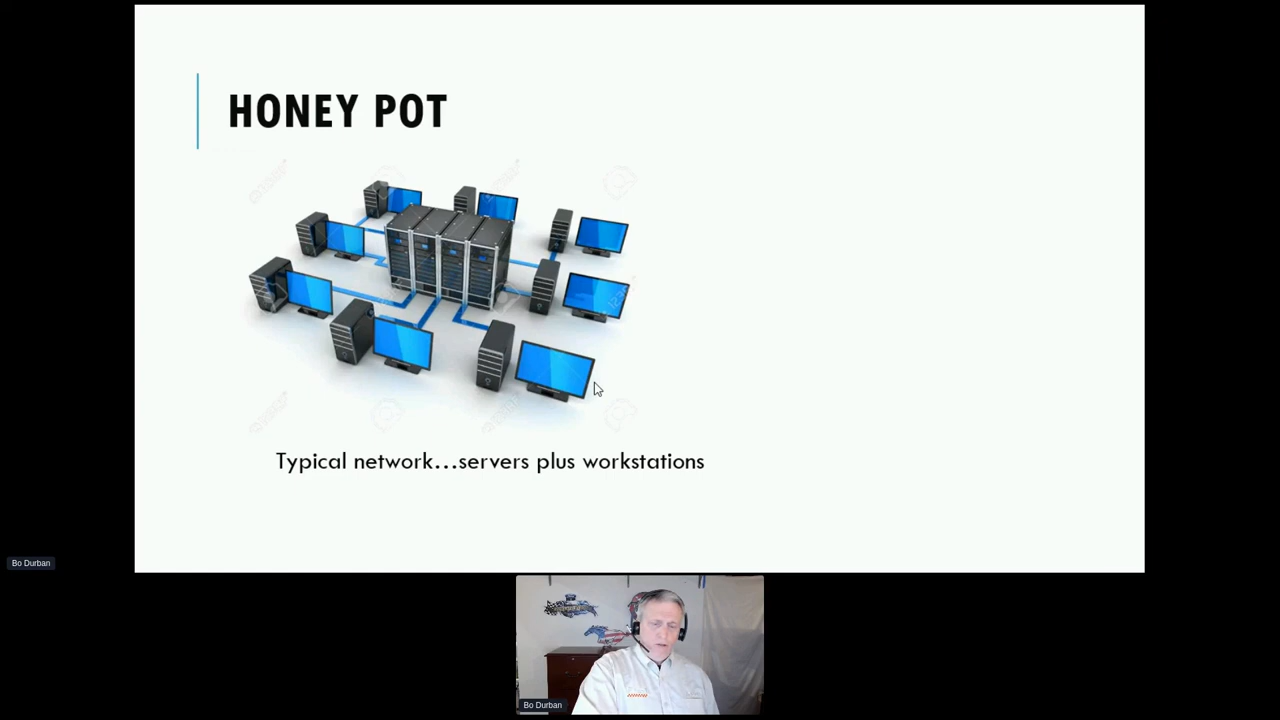 HONEY POT
Typical network...servers plus workstations
Bo Durban
Bo Durban